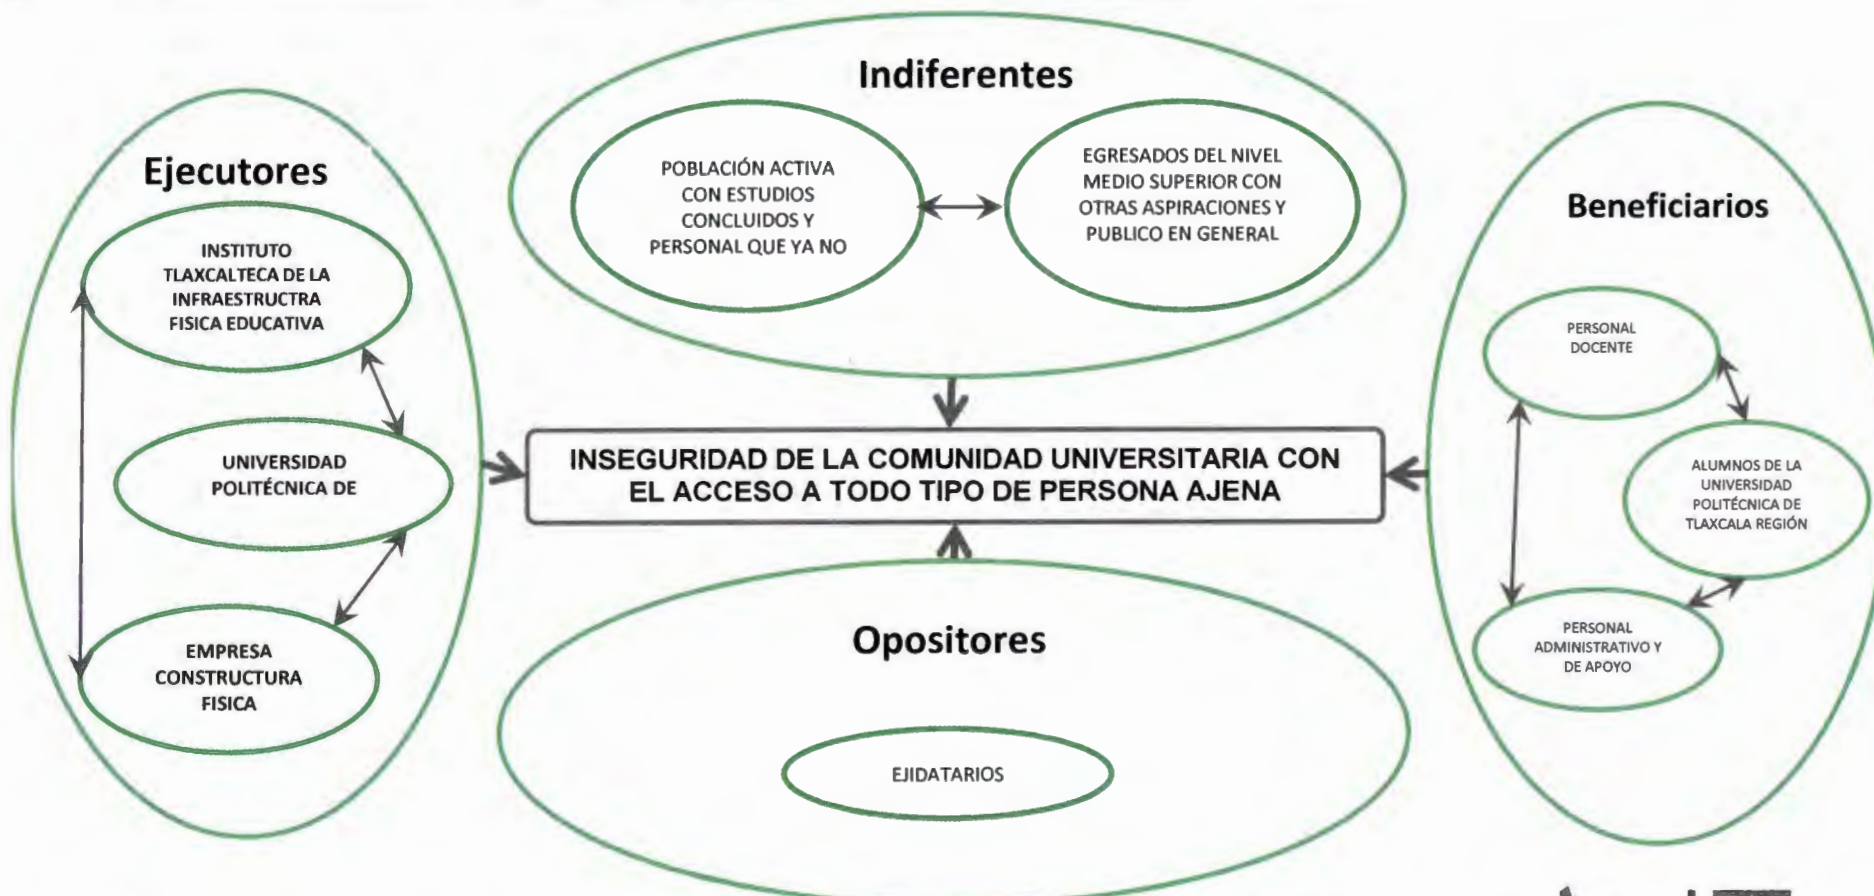 Indiferentes
POBLACIÓN ACTIVA
CON ESTUDIOS
CONCLUIDOS Y
PERSONAL QUE YA NO
EGRESADOS DEL NIVEL
MEDIO SUPERIOR CON
OTRAS ASPIRACIONES Y
PUBLICO EN GENERAL
Ejecutores
INSTITUTO
TLAXCALTECA DE LA
INFRAESTRUCTRA
FISICA EDUCATIVA
UNIVERSIDAD
POLITÉCNICA DE
EMPRESA
CONSTRUCTURA
FISICA
INSEGURIDAD DE LA COMUNIDAD UNIVERSITARIA CON
EL ACCESO A TODO TIPO DE PERSONA AJENA
Beneficiarios
PERSONAL
DOCENTE
ALUMNOS DE LA
UNIVERSIDAD
POLITÉCNICA DE
TLAXCALA REGIÓN
PERSONAL
ADMINISTRATIVO Y
DE APOYO
Opositores
EJIDATARIOS